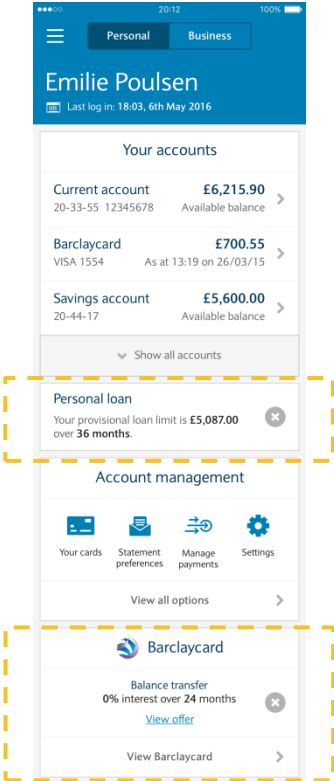 20:12
100%
Personal
Business
Emilie Poulsen
Last log in: 18:03, 6th May 2016
Your accounts
Current account £6,215.90
20-33-55 12345678 Available balance
Barclaycard £700.55
VISA 1554 As at 13:19 on 26/03/15
Savings account £5,600.00
20-44-17 Available balance
Show all accounts
Personal loan
Your provisional loan limit is £5,087.00
over 36 months.
Account management
Your cards
Statement
preferences
Manage
payments
Settings
View all options
Barclaycard
Balance transfer
0% interest over 24 months
View offer
View Barclaycard